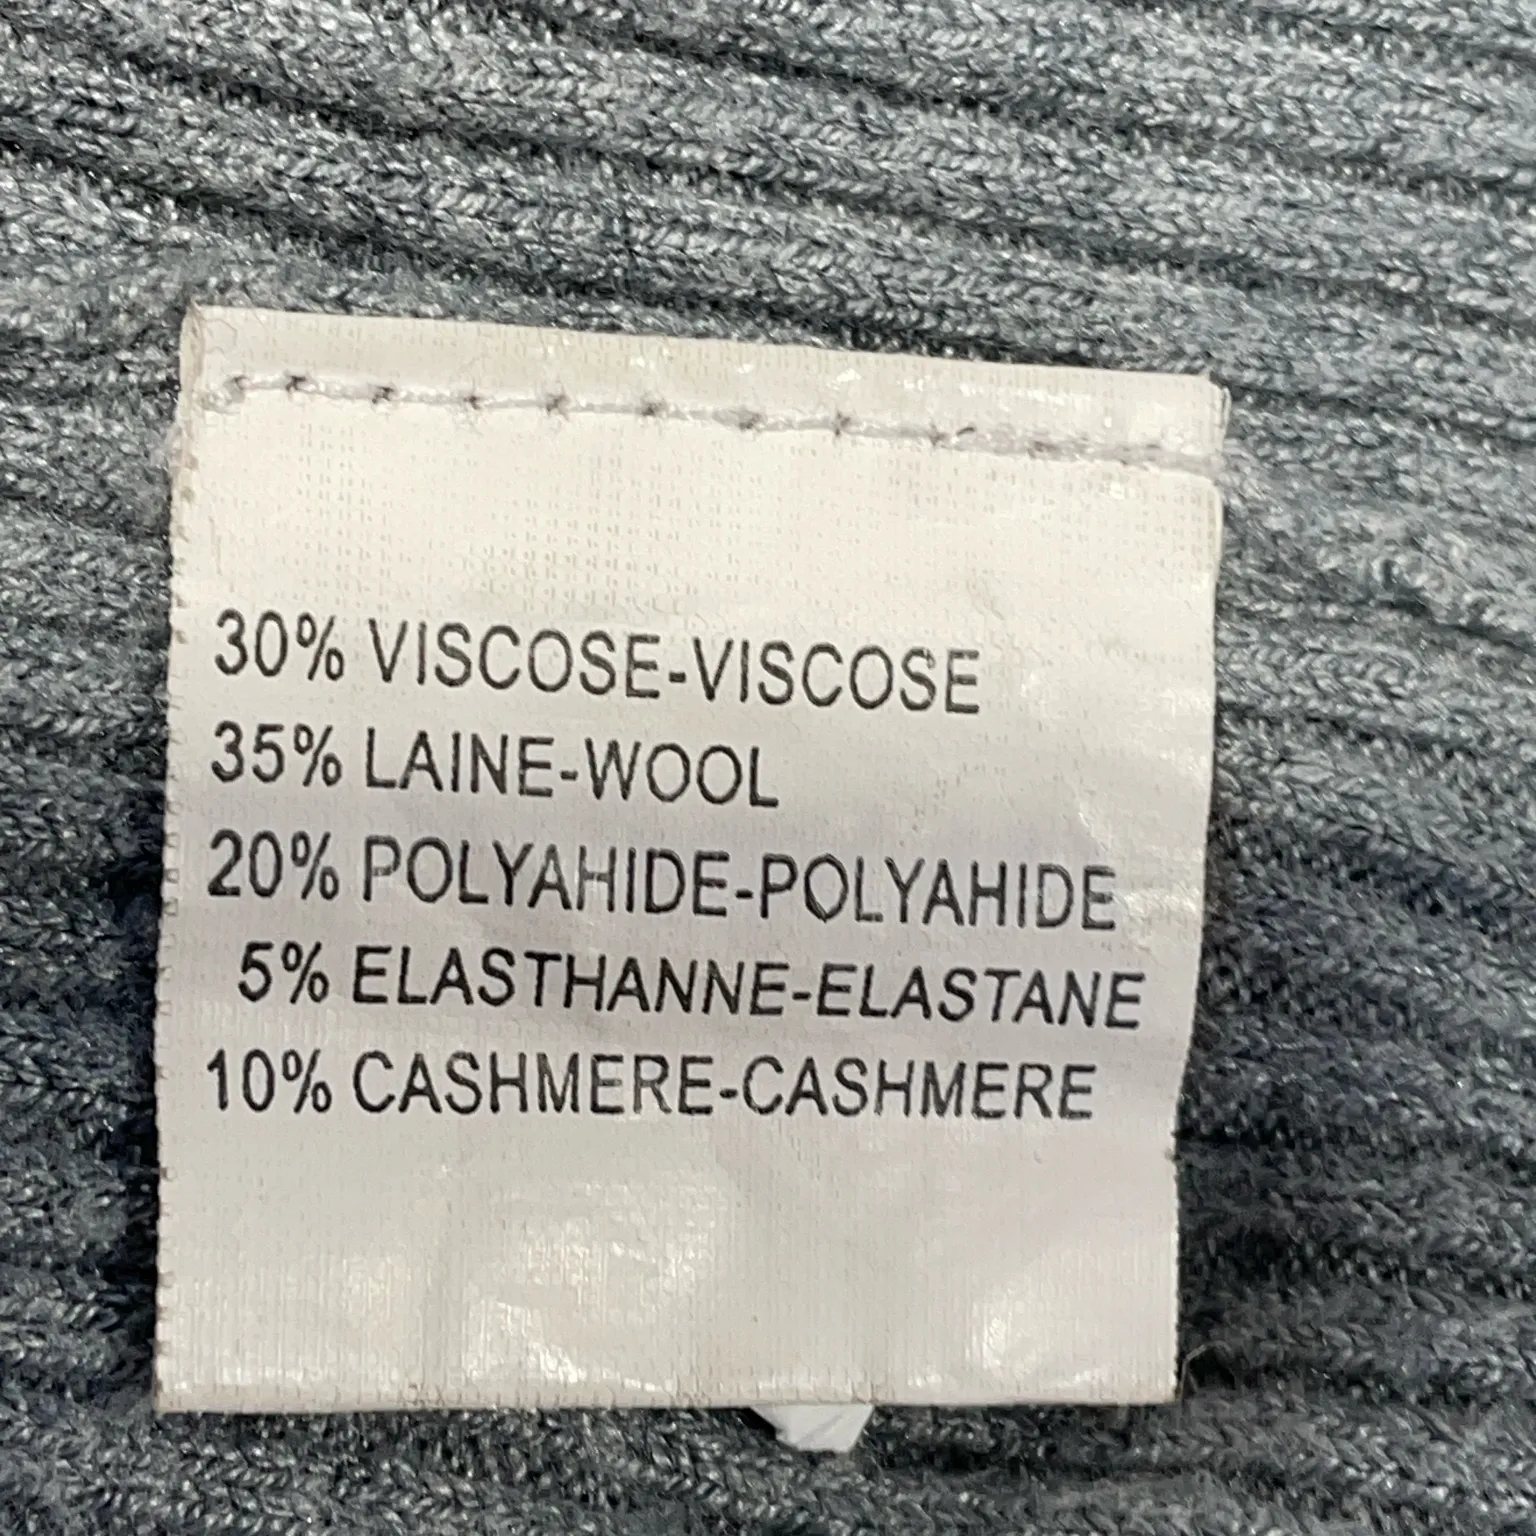 30% VISCOSE-VISCOSE
35% LAINE-WOOL
20% POLYAHIDE-POLYAHIDE
5% ELASTHANNE-ELASTANE
10% CASHMERE-CASHMERE